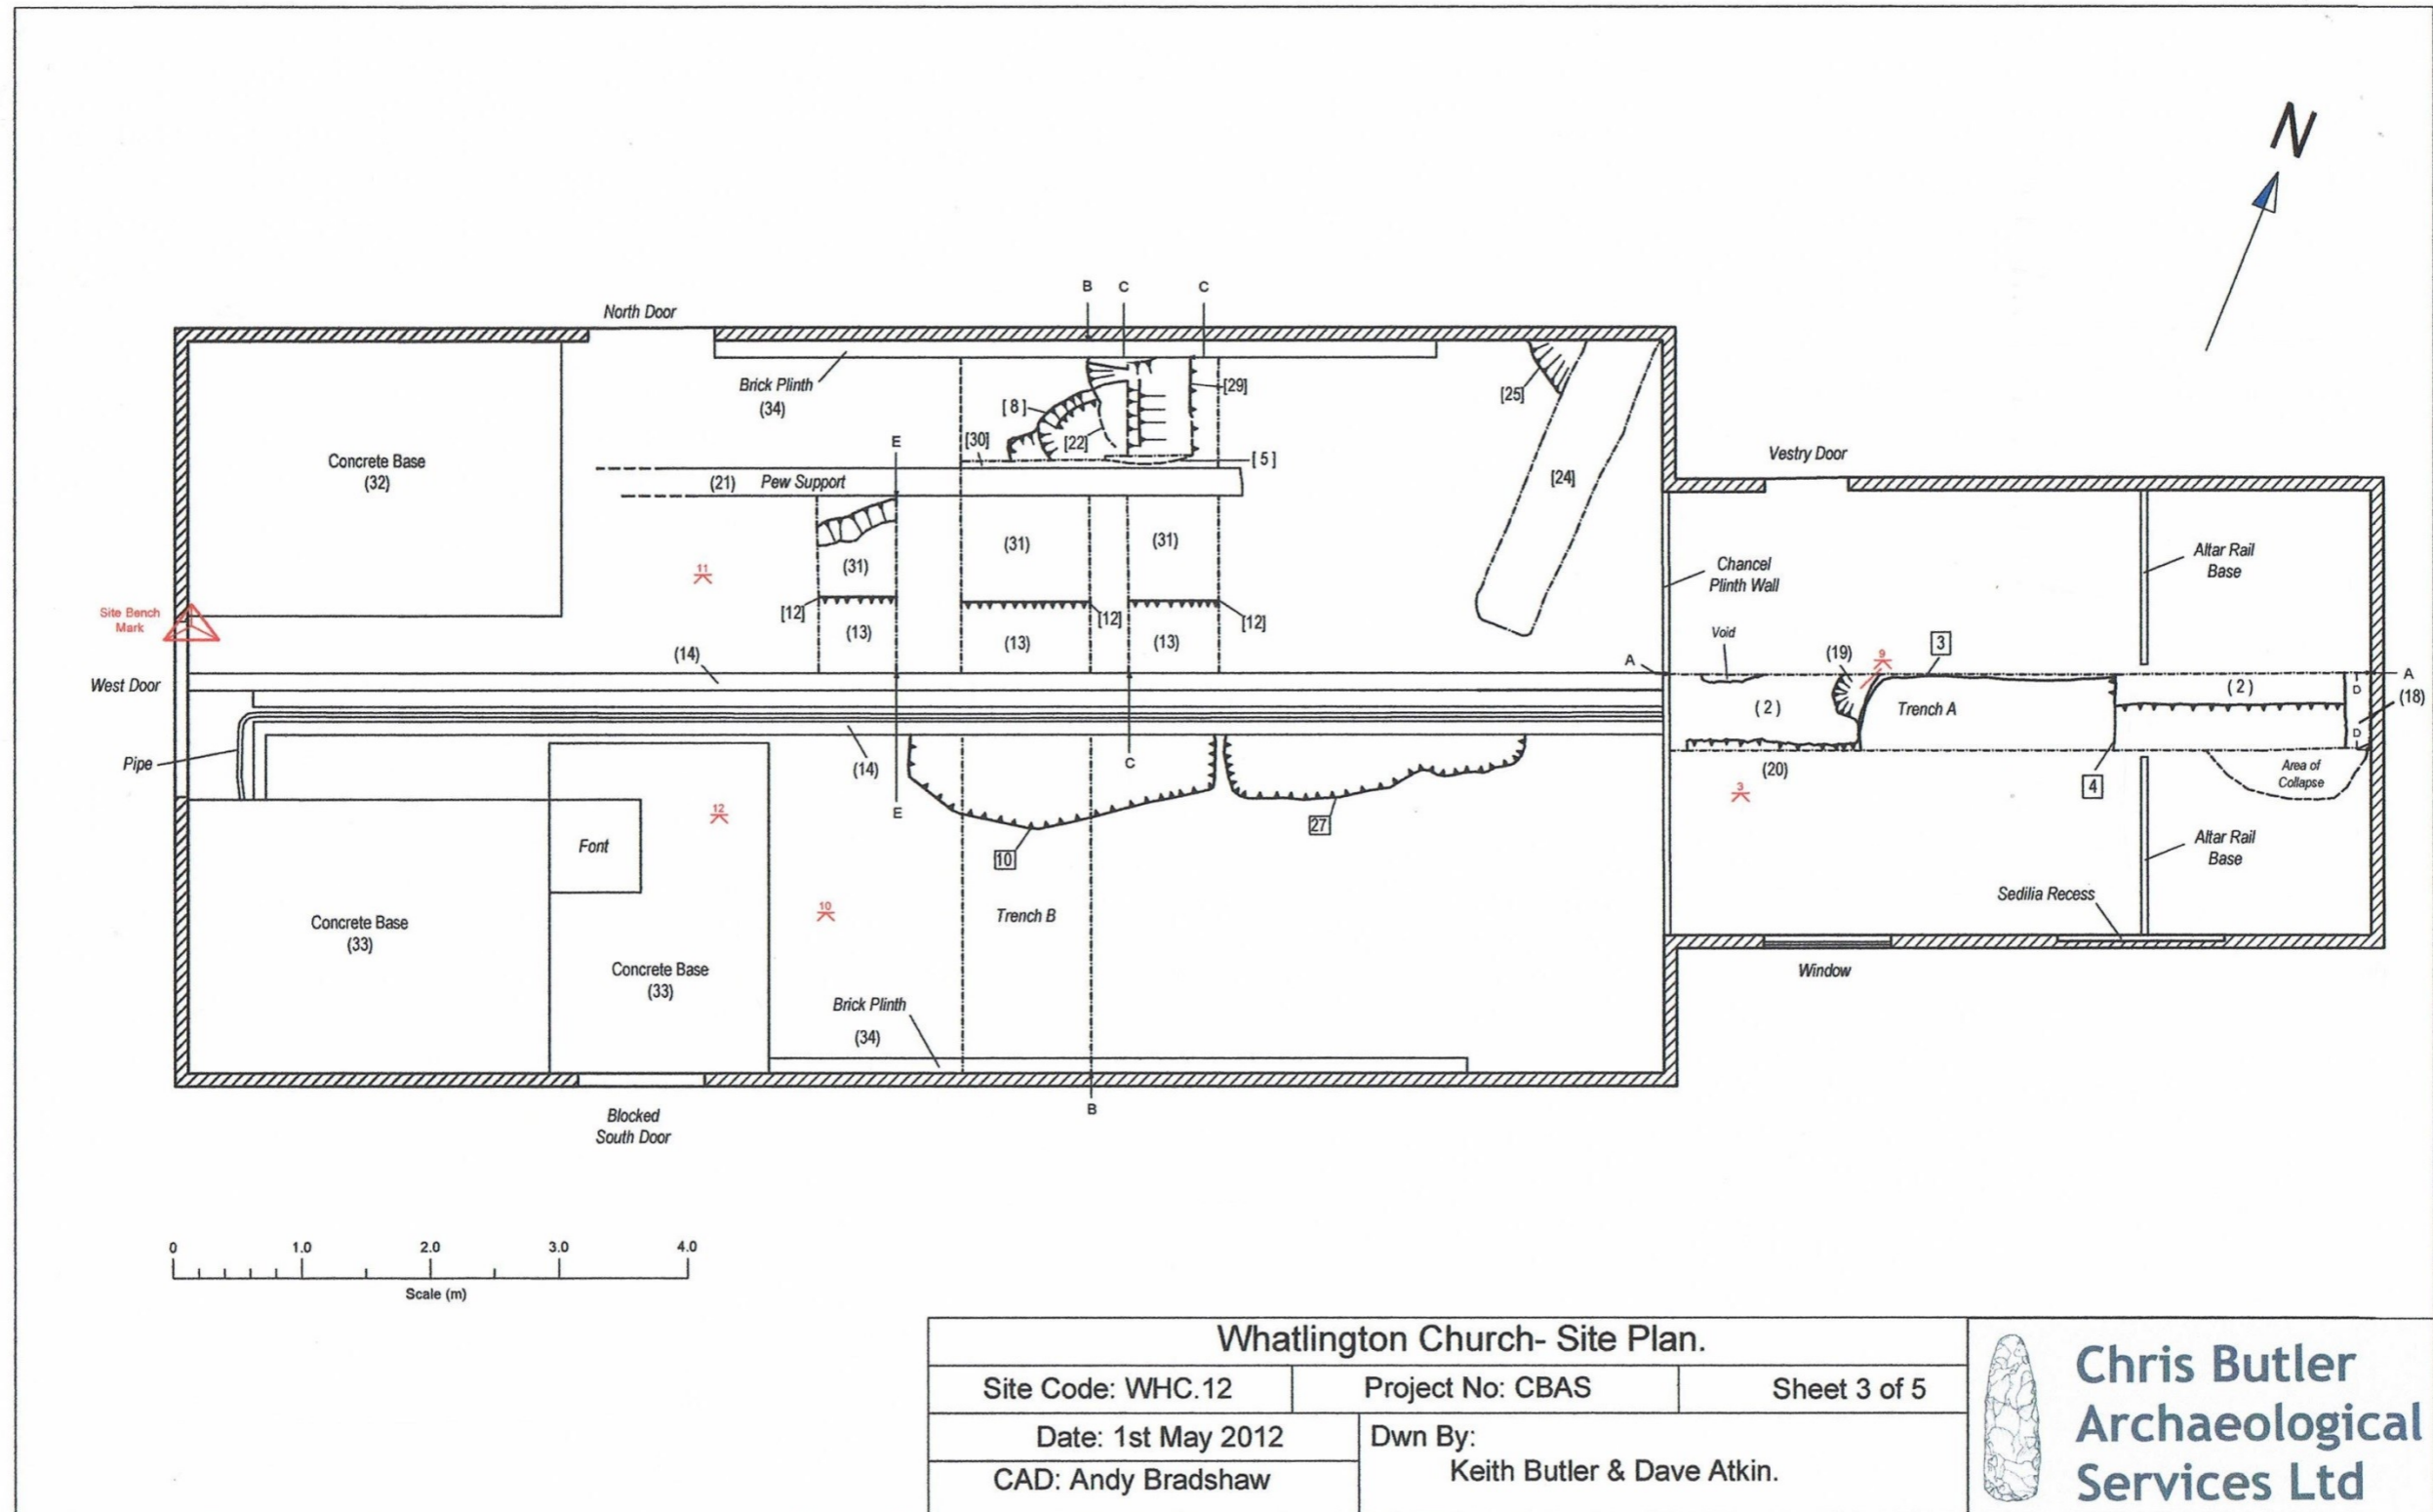 N
B
C
C
North Door
Brick Plinth
(34)
[8]
[29]
[25]
[30]
[22]
[5]
E
Concrete Base
(32)
(21)
Pew Support
[24]
Vestry Door
(31)
(31)
(31)
11
Site Bench
Mark
[12]
[12]
[12]
(13)
(13)
(13)
Chancel
Plinth Wall
Altar Rail
Base
Void
(19)
9
3
A
A
(14)
West Door
(2)
Trench A
(2)
D
(18)
D
Pipe
(14)
C
(20)
3
4
Area of
Collapse
E
12
10
27
Font
Altar Rail
Base
10
Trench B
Sedilia Recess
Concrete Base
(33)
Concrete Base
(33)
Window
Brick Plinth
(34)
Blocked
South Door
B
0 1.0 2.0 3.0 4.0
Scale (m)
Whatlington Church- Site Plan.
Site Code: WHC.12
Project No: CBAS
Sheet 3 of 5
Date: 1st May 2012
Dwn By:
Keith Butler & Dave Atkin.
CAD: Andy Bradshaw
Chris Butler
Archaeological
Services Ltd